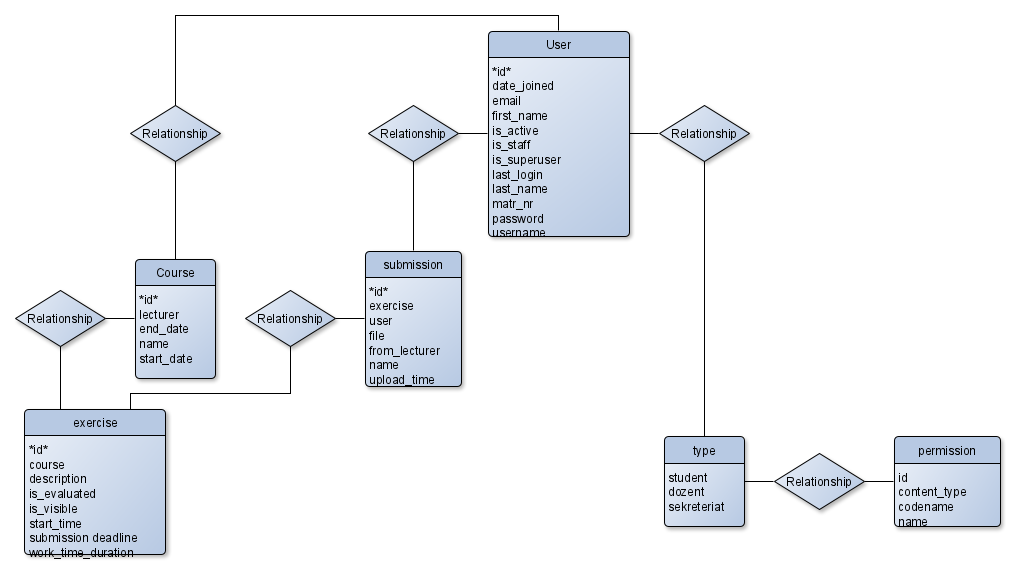 User
*id*
date_joined
email
first_name
is_active
is_staff
is_superuser
last_login
last_name
matr_nr
password
username
Relationship
Relationship
Relationship
Course
*id*
lecturer
end_date
name
start_date
submission
*id*
exercise
user
file
from_lecturer
name
upload_time
Relationship
Relationship
exercise
*id*
course
description
is_evaluated
is_visible
start_time
submission deadline
work_time_duration
type
student
dozent
sekreteriat
Relationship
permission
id
content_type
codename
name